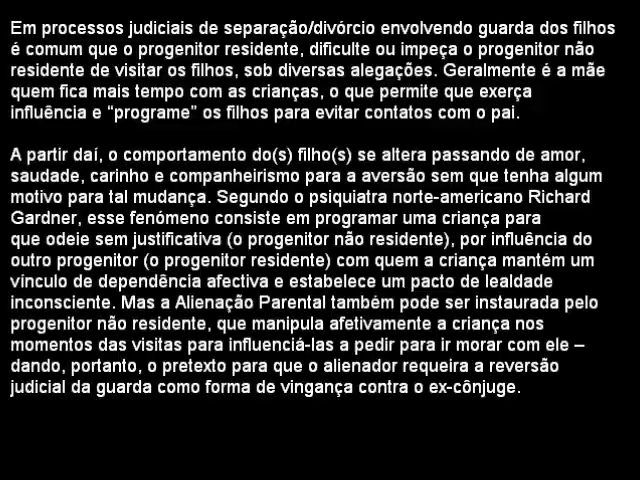 Em processos judiciais de separação/divórcio envolvendo guarda dos filhos
é comum que o progenitor residente, dificulte ou impeça o progenitor não
residente de visitar os filhos, sob diversas alegações. Geralmente é a mãe
quem fica mais tempo com as crianças, o que permite que exerça
influência e “programe” os filhos para evitar contatos com o pai.
A partir daí, o comportamento do(s) filho(s) se altera passando de amor,
saudade, carinho e companheirismo para a aversão sem que tenha algum
motivo para tal mudança. Segundo o psiquiatra norte-americano Richard
Gardner, esse fenómeno consiste em programar uma criança para
que odeie sem justificativa (o progenitor não residente), por influência do
outro progenitor (o progenitor residente) com quem a criança mantém um
vínculo de dependência afectiva e estabelece um pacto de lealdade
inconsciente. Mas a Alienação Parental também pode ser instaurada pelo
progenitor não residente, que manipula afetivamente a criança nos
momentos das visitas para influenciá-las a pedir para ir morar com ele –
dando, portanto, o pretexto para que o alienador requeira a reversão
judicial da guarda como forma de vingança contra o ex-cônjuge.